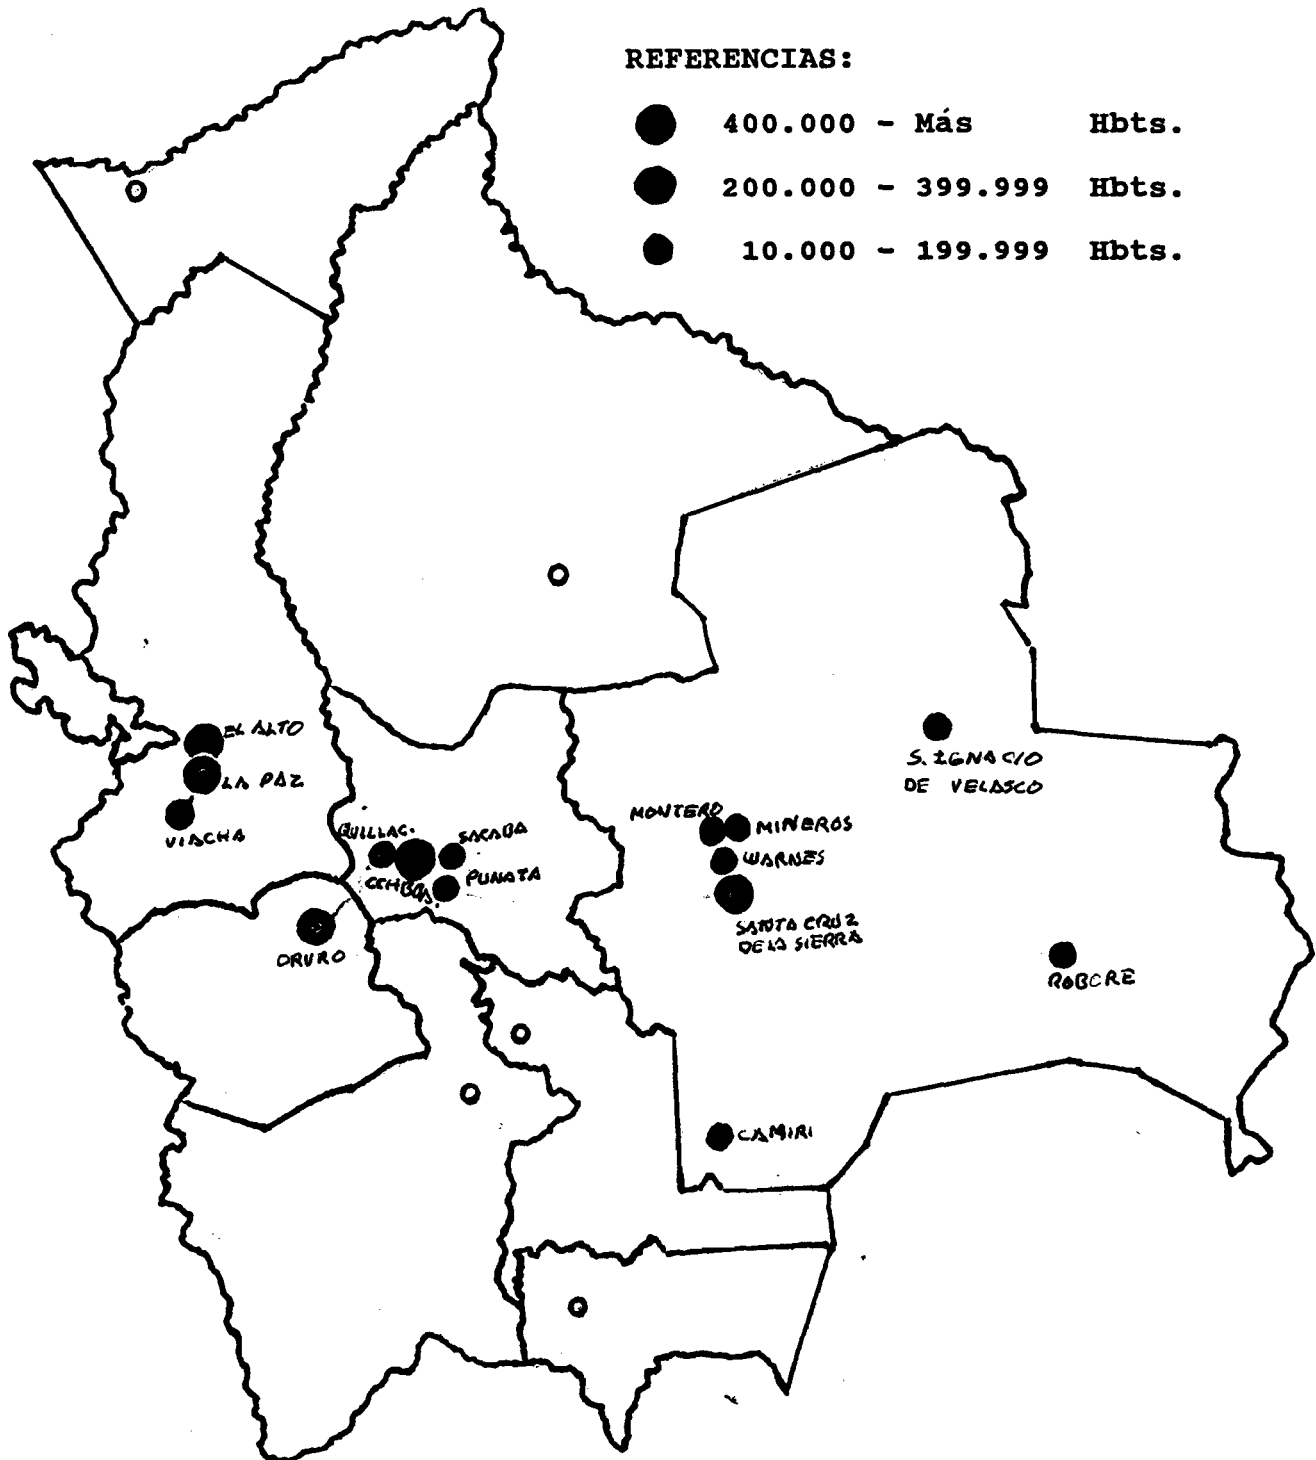 REFERENCIAS:
400.000 - Más Hbts.
200.000 - 399.999 Hbts.
10.000 - 199.999 Hbts.
EL ALTO
LA PAZ
VIACHA
QUILLAC.
SACABA
CCHBBA.
PUNATA
ORURO
MONTERO
MINEROS
WARNES
SANTA CRUZ
DE LA SIERRA
S. IGNACIO
DE VELASCO
ROBORE
CAMIRI